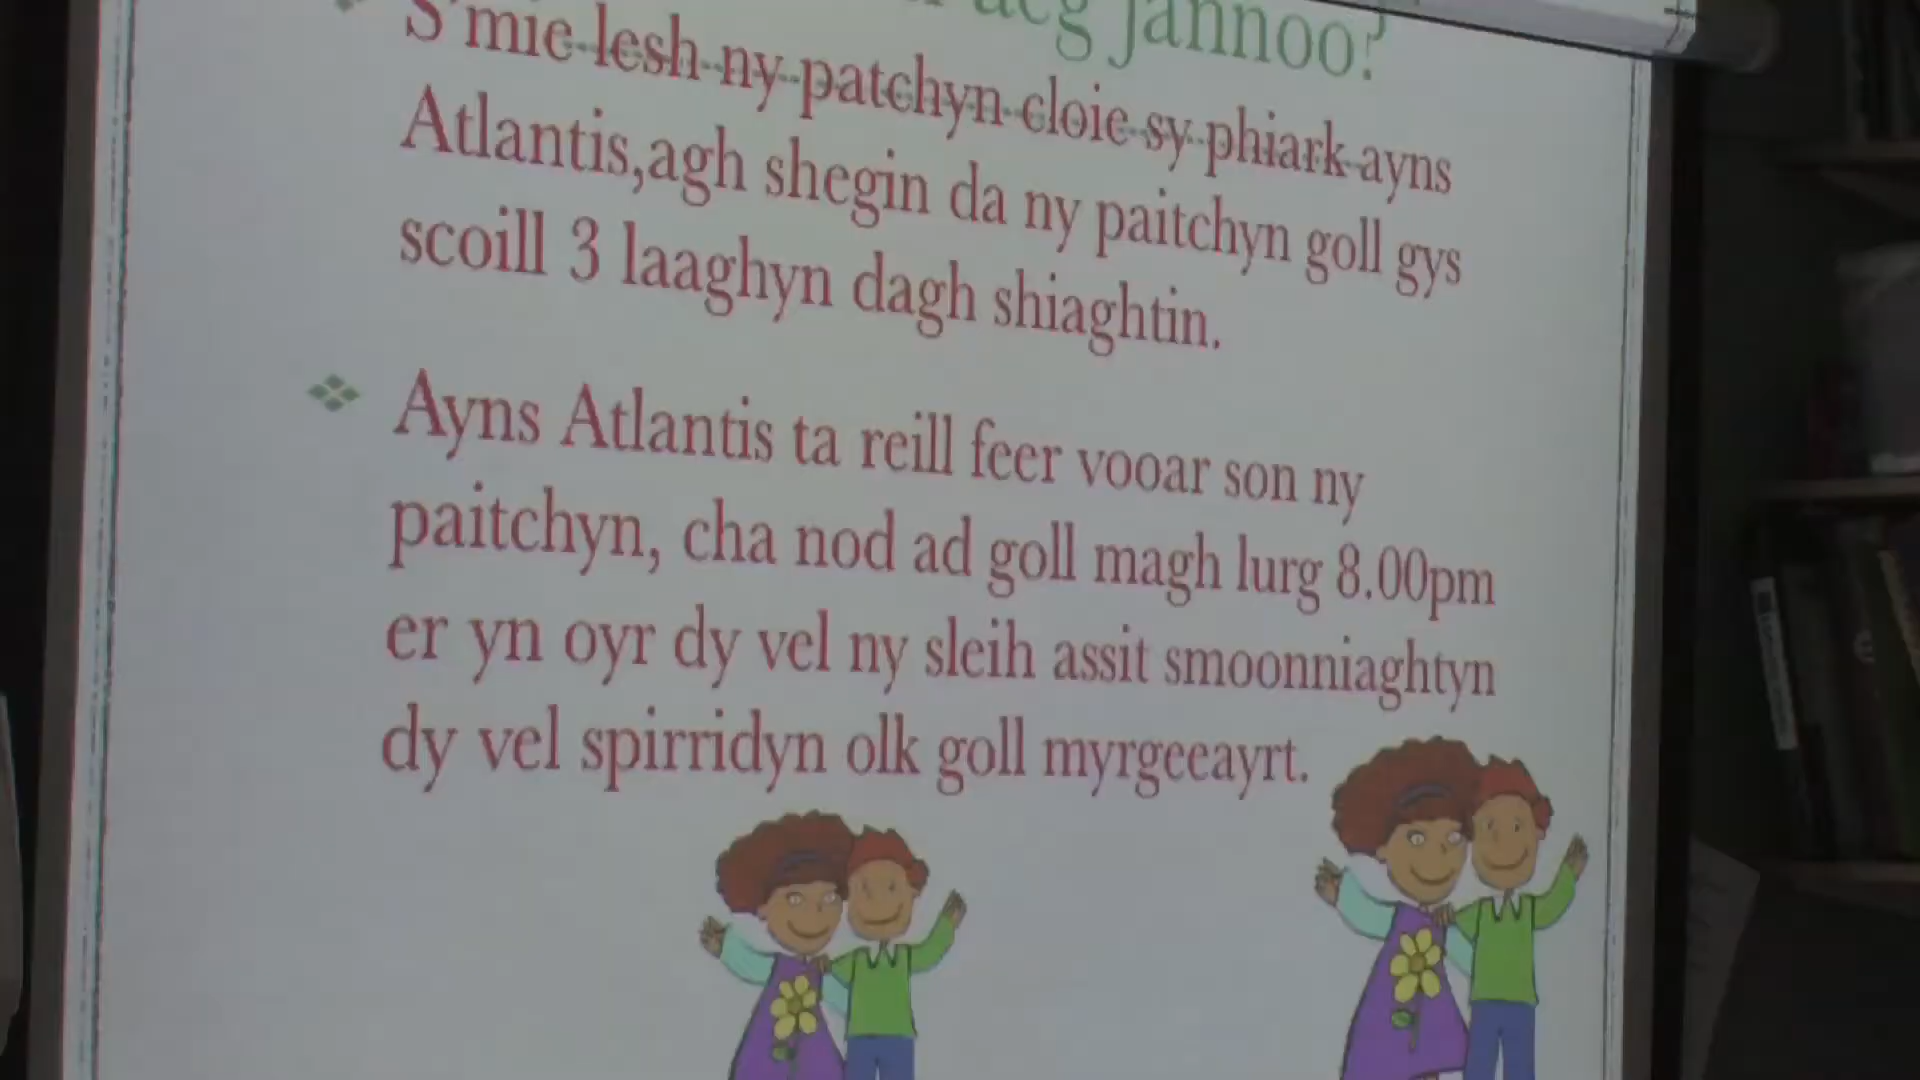 aeg jannoo?
S'mie lesh ny patchyn cloie sy phiark ayns
Atlantis,agh shegin da ny paitchyn goll gys
scoill 3 laaghyn dagh shiaghtin.
Ayns Atlantis ta reill feer vooar son ny
paitchyn, cha nod ad goll magh lurg 8.00pm
er yn oyr dy vel ny sleih assit smoonniaghtyn
dy vel spirridyn olk goll myrgeeayrt.